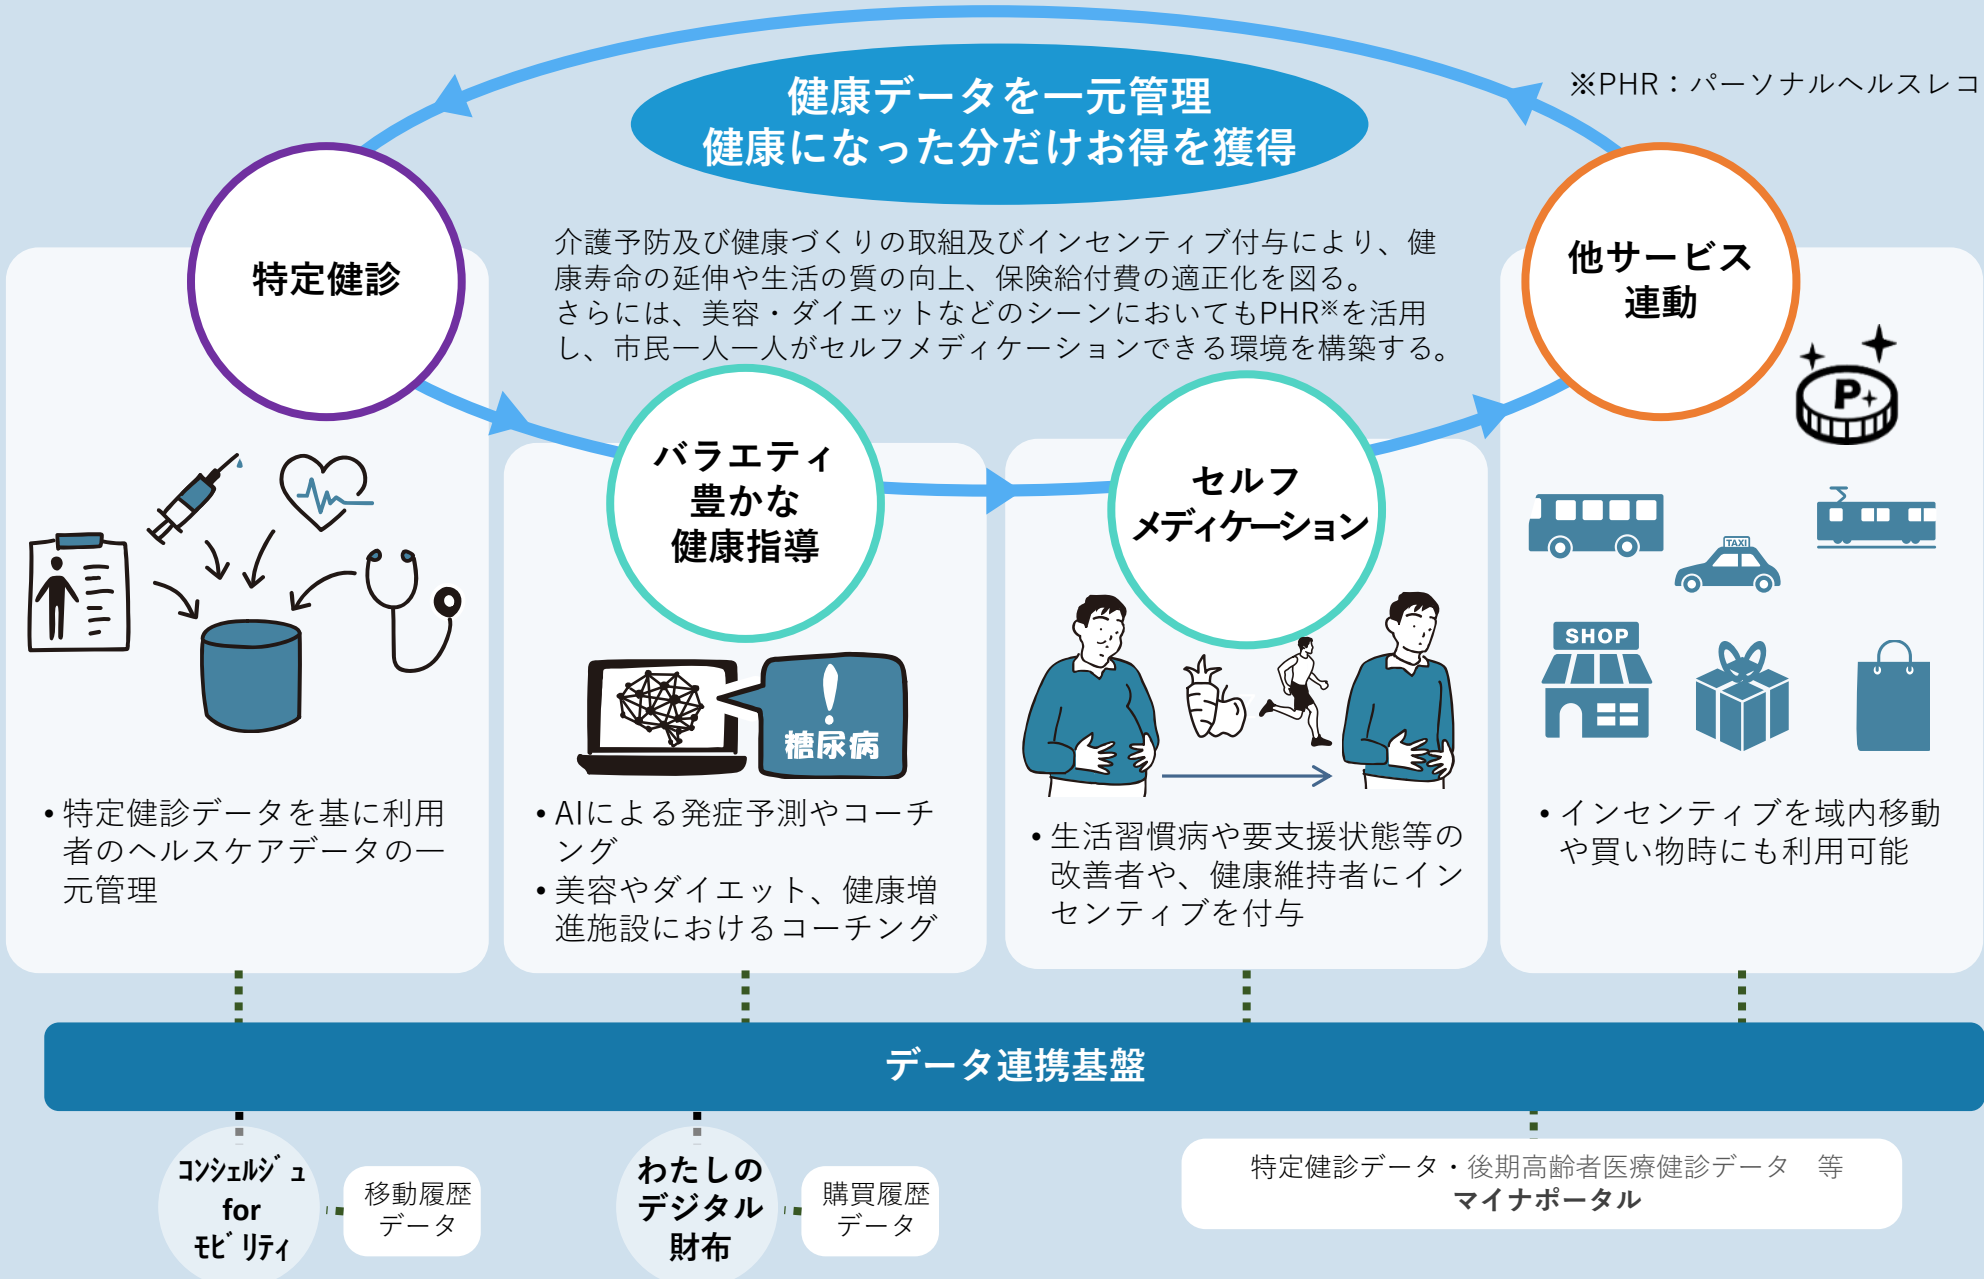 健康データを一元管理
健康になった分だけお得を獲得
※PHR：パーソナルヘルスレコ
特定健診
介護予防及び健康づくりの取組及びインセンティブ付与により、健
康寿命の延伸や生活の質の向上、保険給付費の適正化を図る。
さらには、美容・ダイエットなどのシーンにおいてもPHR※を活用
し、市民一人一人がセルフメディケーションできる環境を構築する。
他サービス
連動
バラエティ
豊かな
健康指導
セルフ
メディケーション
P+
TAXI
SHOP
糖尿病
• 特定健診データを基に利用
者のヘルスケアデータの一
元管理
• AIによる発症予測やコーチ
ング
• 美容やダイエット、健康増
進施設におけるコーチング
• 生活習慣病や要支援状態等の
改善者や、健康維持者にイン
センティブを付与
• インセンティブを域内移動
や買い物時にも利用可能
データ連携基盤
ｺﾝｼｪﾙｼﾞｭ
for
ﾓﾋﾞﾘﾃｨ
移動履歴
データ
わたしの
デジタル
財布
購買履歴
データ
特定健診データ・後期高齢者医療健診データ　等
マイナポータル